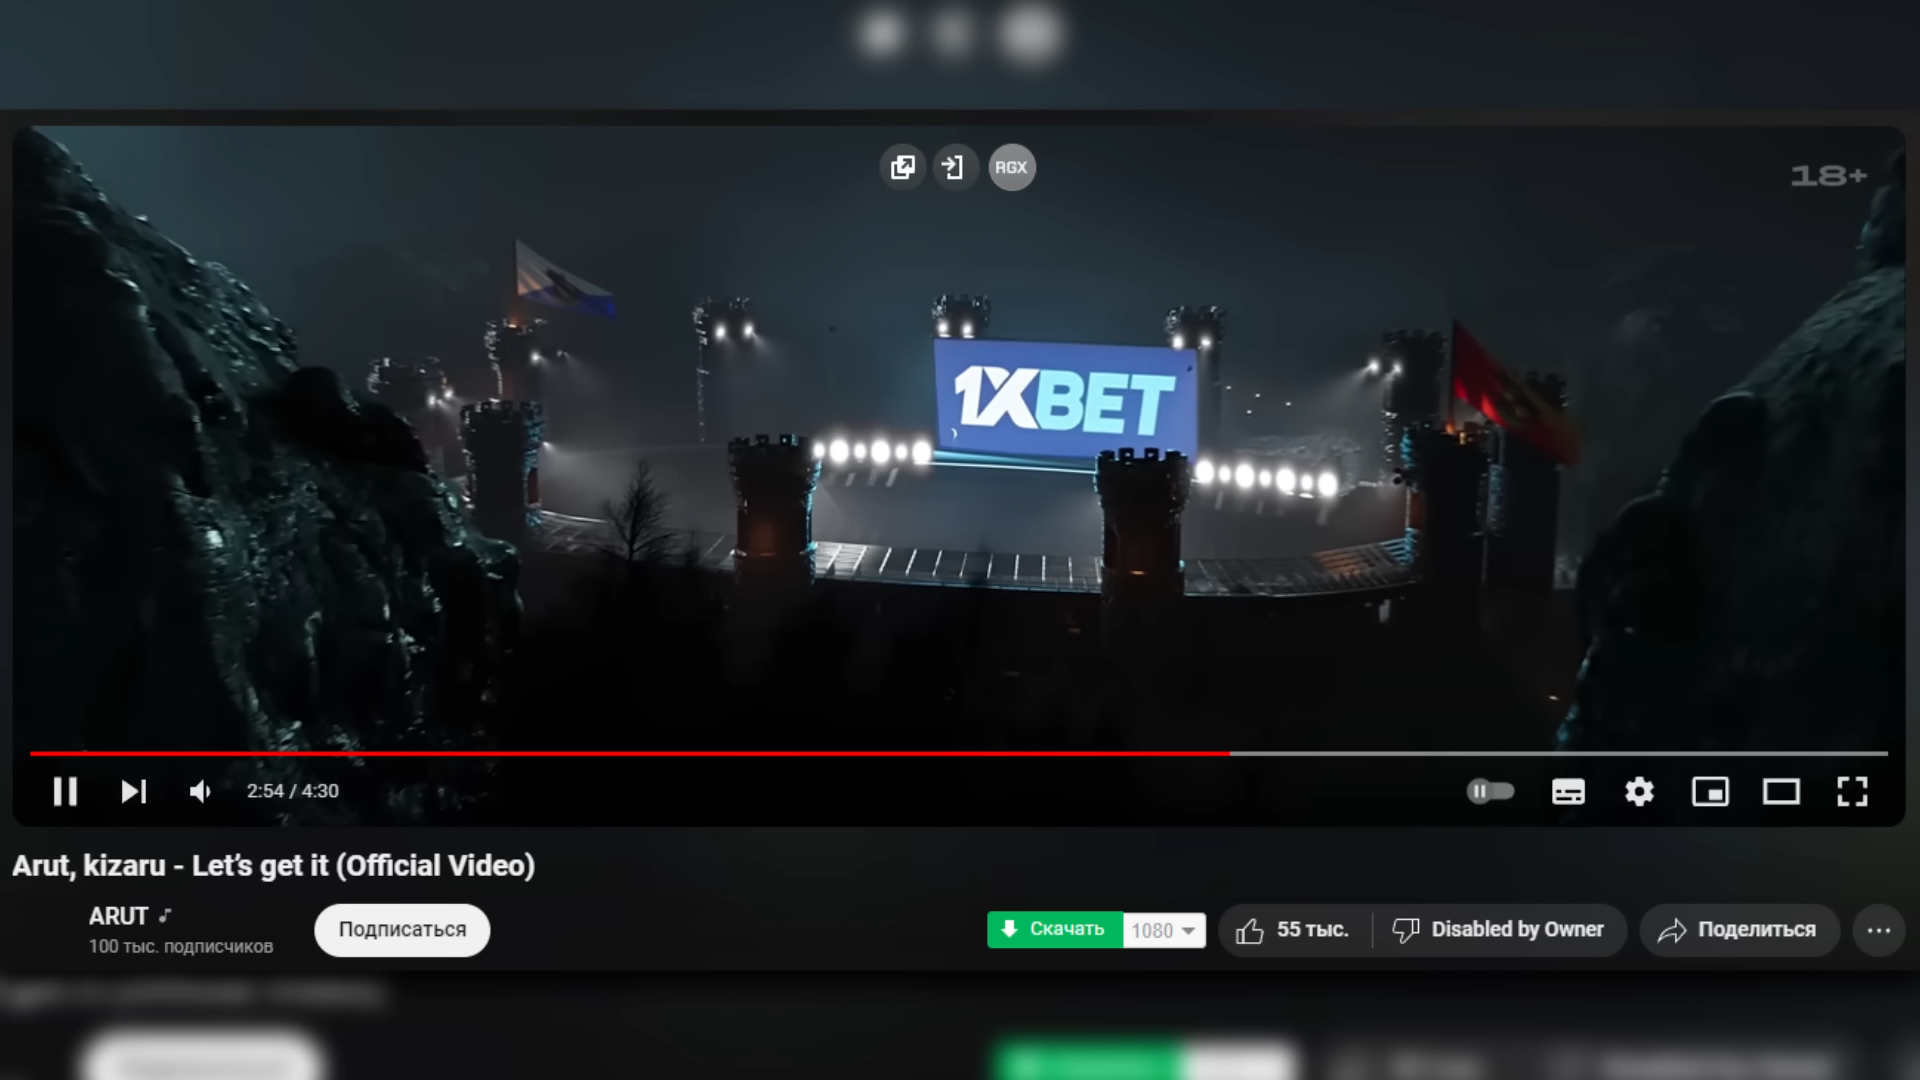 RGX
18+
1XBET
2:54 / 4:30
Arut, kizaru - Let’s get it (Official Video)
ARUT
100 тыс. подписчиков
Подписаться
Скачать
1080
55 тыс.
Disabled by Owner
Поделиться